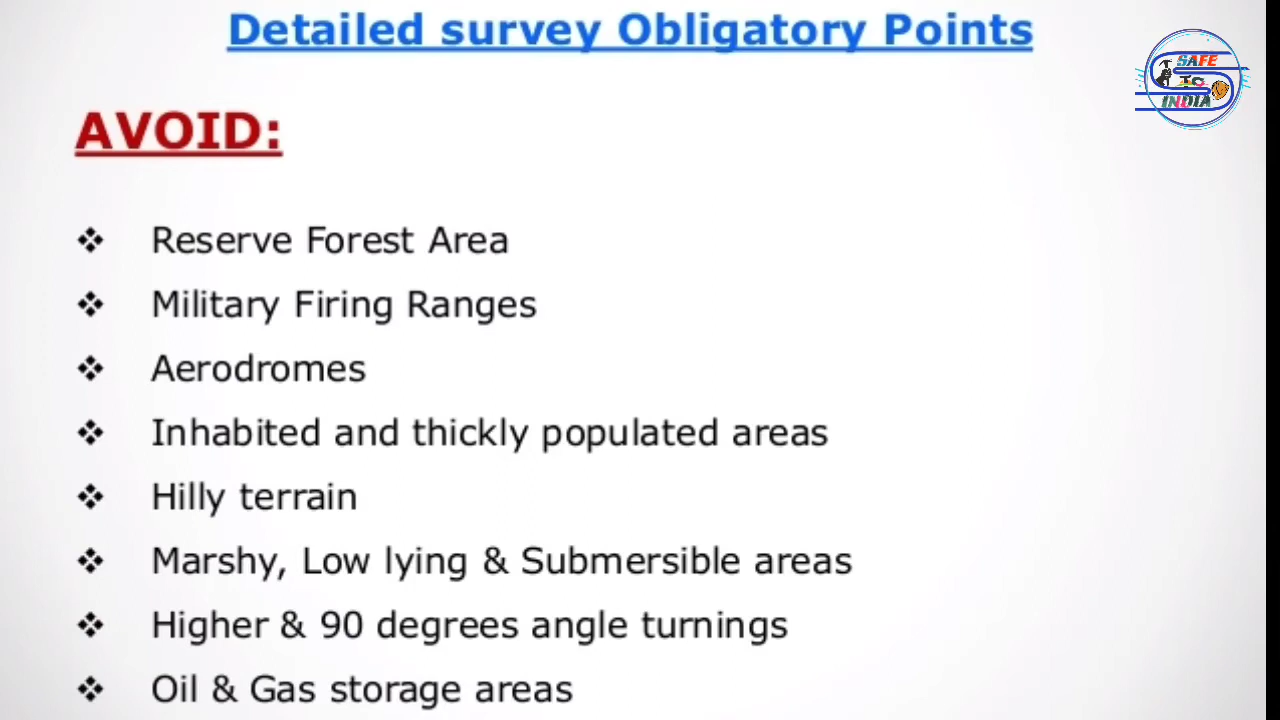 Detailed survey Obligatory Points
SAFE
TO
INDIA
AVOID:
❖ Reserve Forest Area
❖ Military Firing Ranges
❖ Aerodromes
❖ Inhabited and thickly populated areas
❖ Hilly terrain
❖ Marshy, Low lying & Submersible areas
❖ Higher & 90 degrees angle turnings
❖ Oil & Gas storage areas